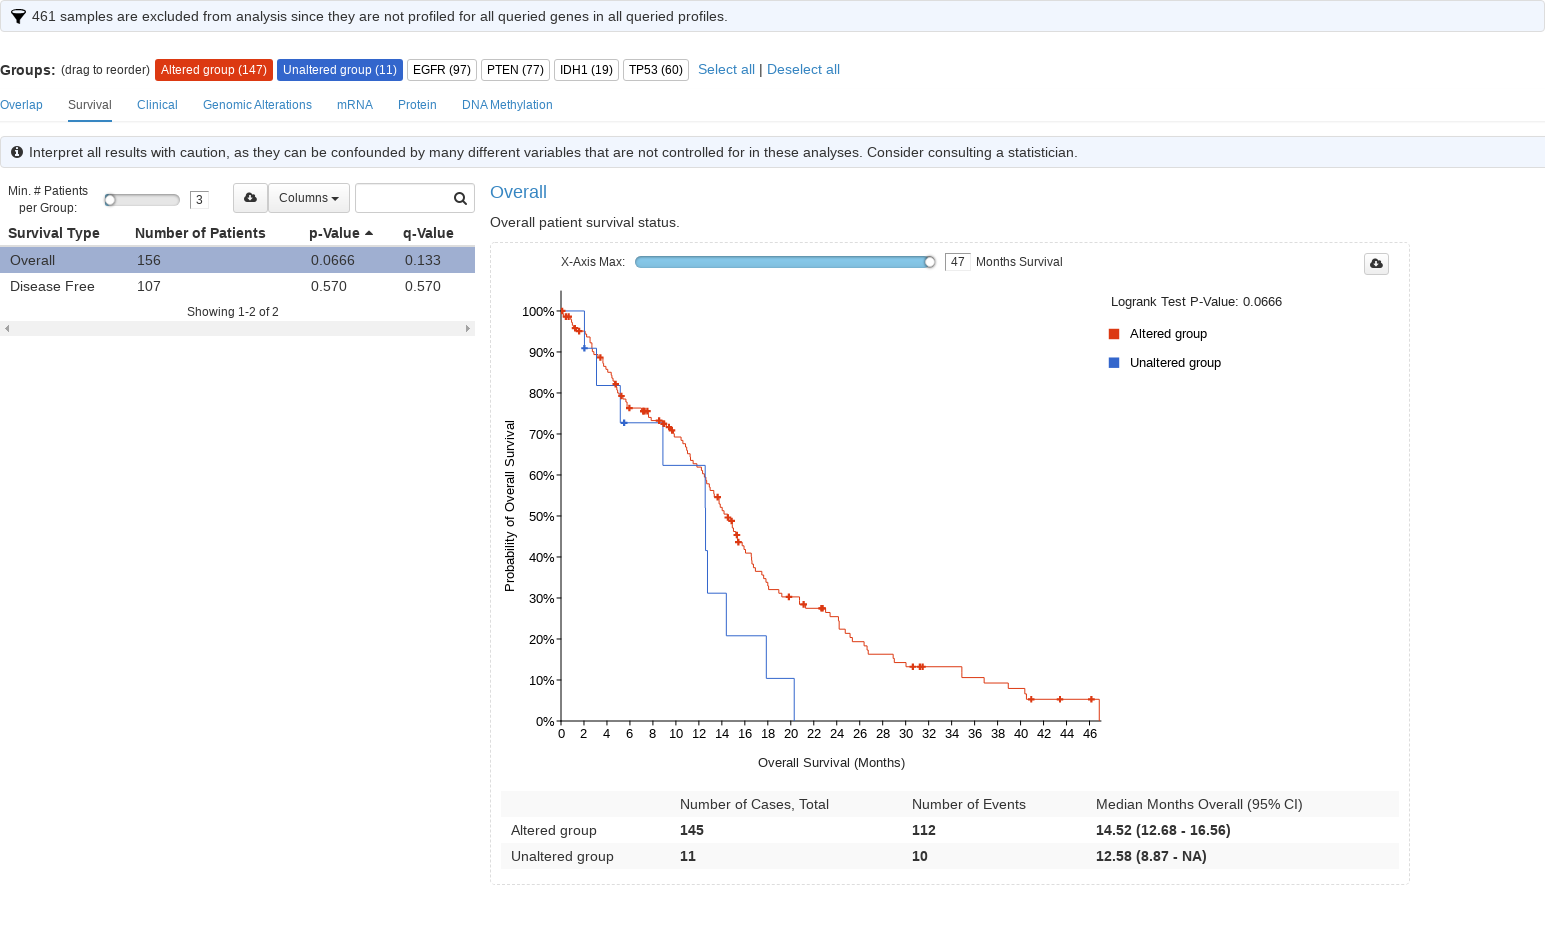 461 samples are excluded from analysis since they are not profiled for all queried genes in all queried profiles.
Groups: (drag to reorder) Altered group (147) Unaltered group (11) EGFR (97) PTEN (77) IDH1 (19) TP53 (60) Select all | Deselect all
Overlap Survival Clinical Genomic Alterations mRNA Protein DNA Methylation
Interpret all results with caution, as they can be confounded by many different variables that are not controlled for in these analyses. Consider consulting a statistician.
Min. # Patients
per Group:
3
Columns
Survival Type Number of Patients p-Value q-Value
Overall 156 0.0666 0.133
Disease Free 107 0.570 0.570
Showing 1-2 of 2
Overall
Overall patient survival status.
X-Axis Max: 47 Months Survival
Logrank Test P-Value: 0.0666
Altered group
Unaltered group
Probability of Overall Survival
100%
90%
80%
70%
60%
50%
40%
30%
20%
10%
0%
0 2 4 6 8 10 12 14 16 18 20 22 24 26 28 30 32 34 36 38 40 42 44 46
Overall Survival (Months)
Number of Cases, Total Number of Events Median Months Overall (95% CI)
Altered group 145 112 14.52 (12.68 - 16.56)
Unaltered group 11 10 12.58 (8.87 - NA)